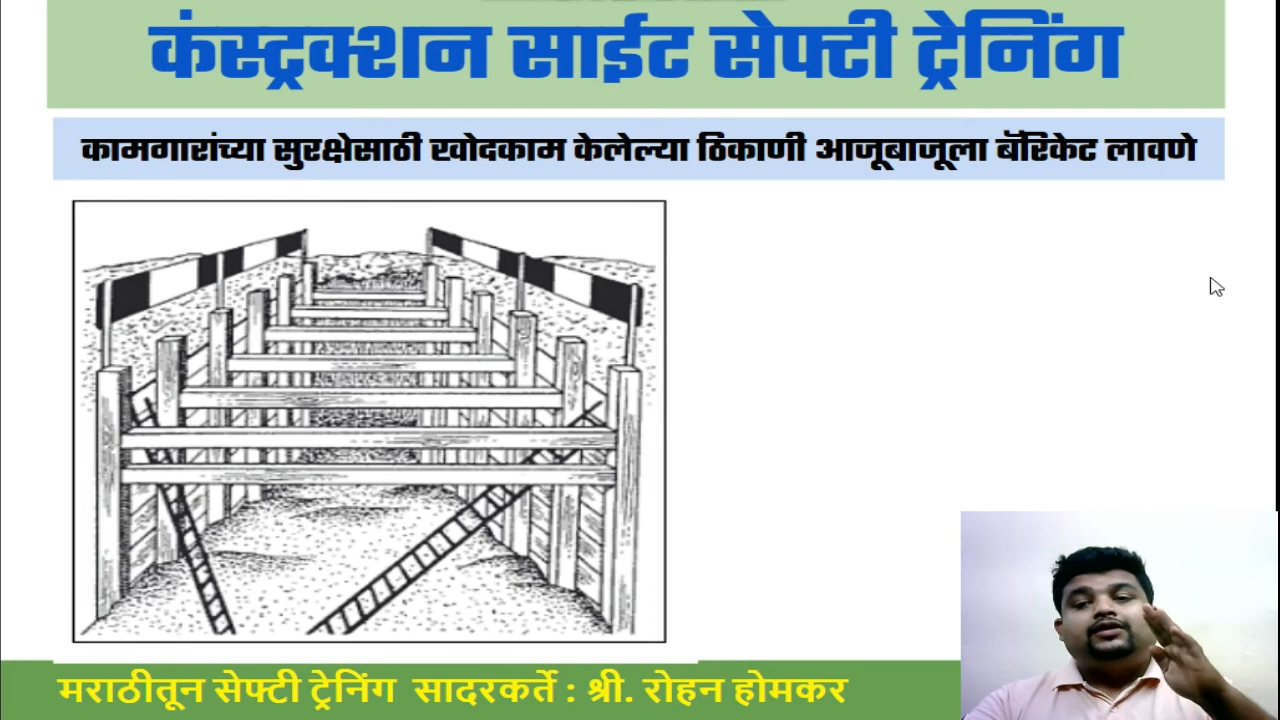 कंस्ट्रक्शन साईट सेफ्टी ट्रेनिंग
कामगारांच्या सुरक्षेसाठी खोदकाम केलेल्या ठिकाणी आजूबाजूला बॅरिकेट लावणे
मराठीतून सेफ्टी ट्रेनिंग सादरकर्ते : श्री. रोहन होमकर